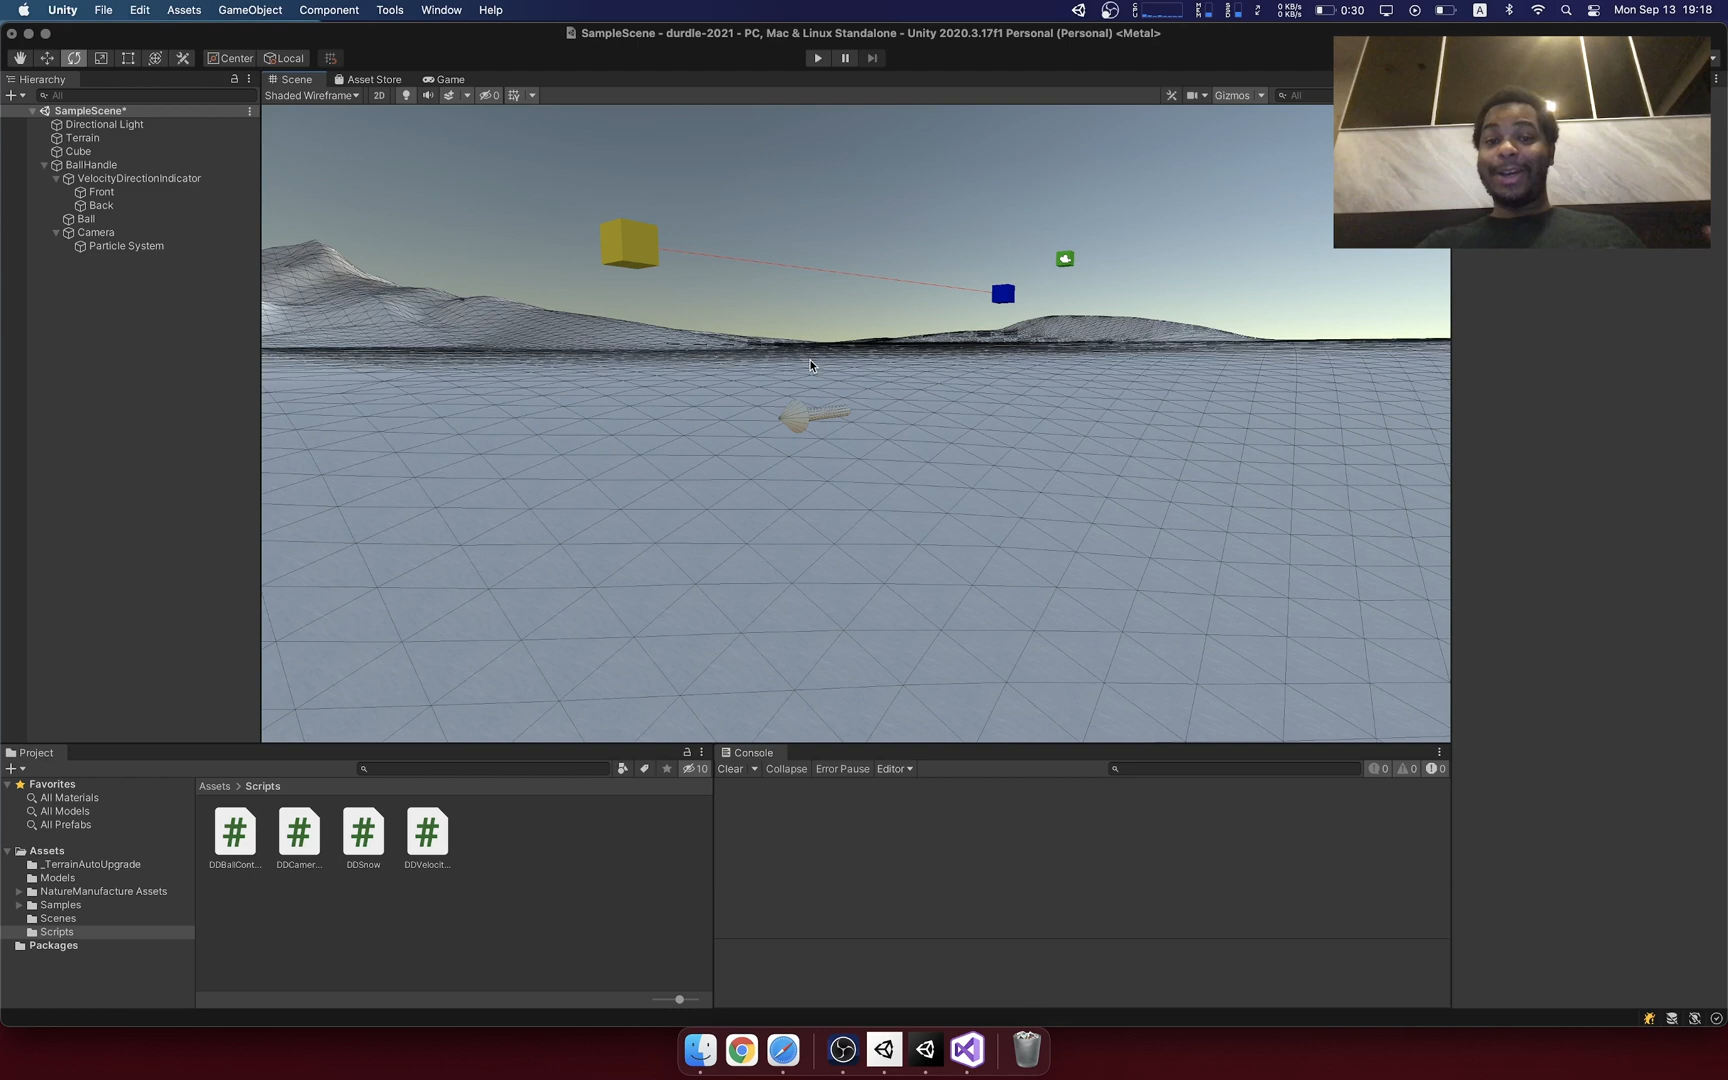 Unity File Edit Assets GameObject Component Tools Window Help
0 KB/s
0 KB/s
0:30 A Mon Sep 13 19:18
SampleScene - durdle-2021 - PC, Mac & Linux Standalone - Unity 2020.3.17f1 Personal (Personal) <Metal>
Center Local
Hierarchy
All
Scene Asset Store Game
Shaded Wireframe 2D 0 Gizmos All
SampleScene*
Directional Light
Terrain
Cube
BallHandle
VelocityDirectionIndicator
Front
Back
Ball
Camera
Particle System
Project
10
Favorites
All Materials
All Models
All Prefabs
Assets
_TerrainAutoUpgrade
Models
NatureManufacture Assets
Samples
Scenes
Scripts
Packages
Assets > Scripts
DDBallCont... DDCamer... DDSnow DDVelocit...
Console
Clear Collapse Error Pause Editor 0 0 0